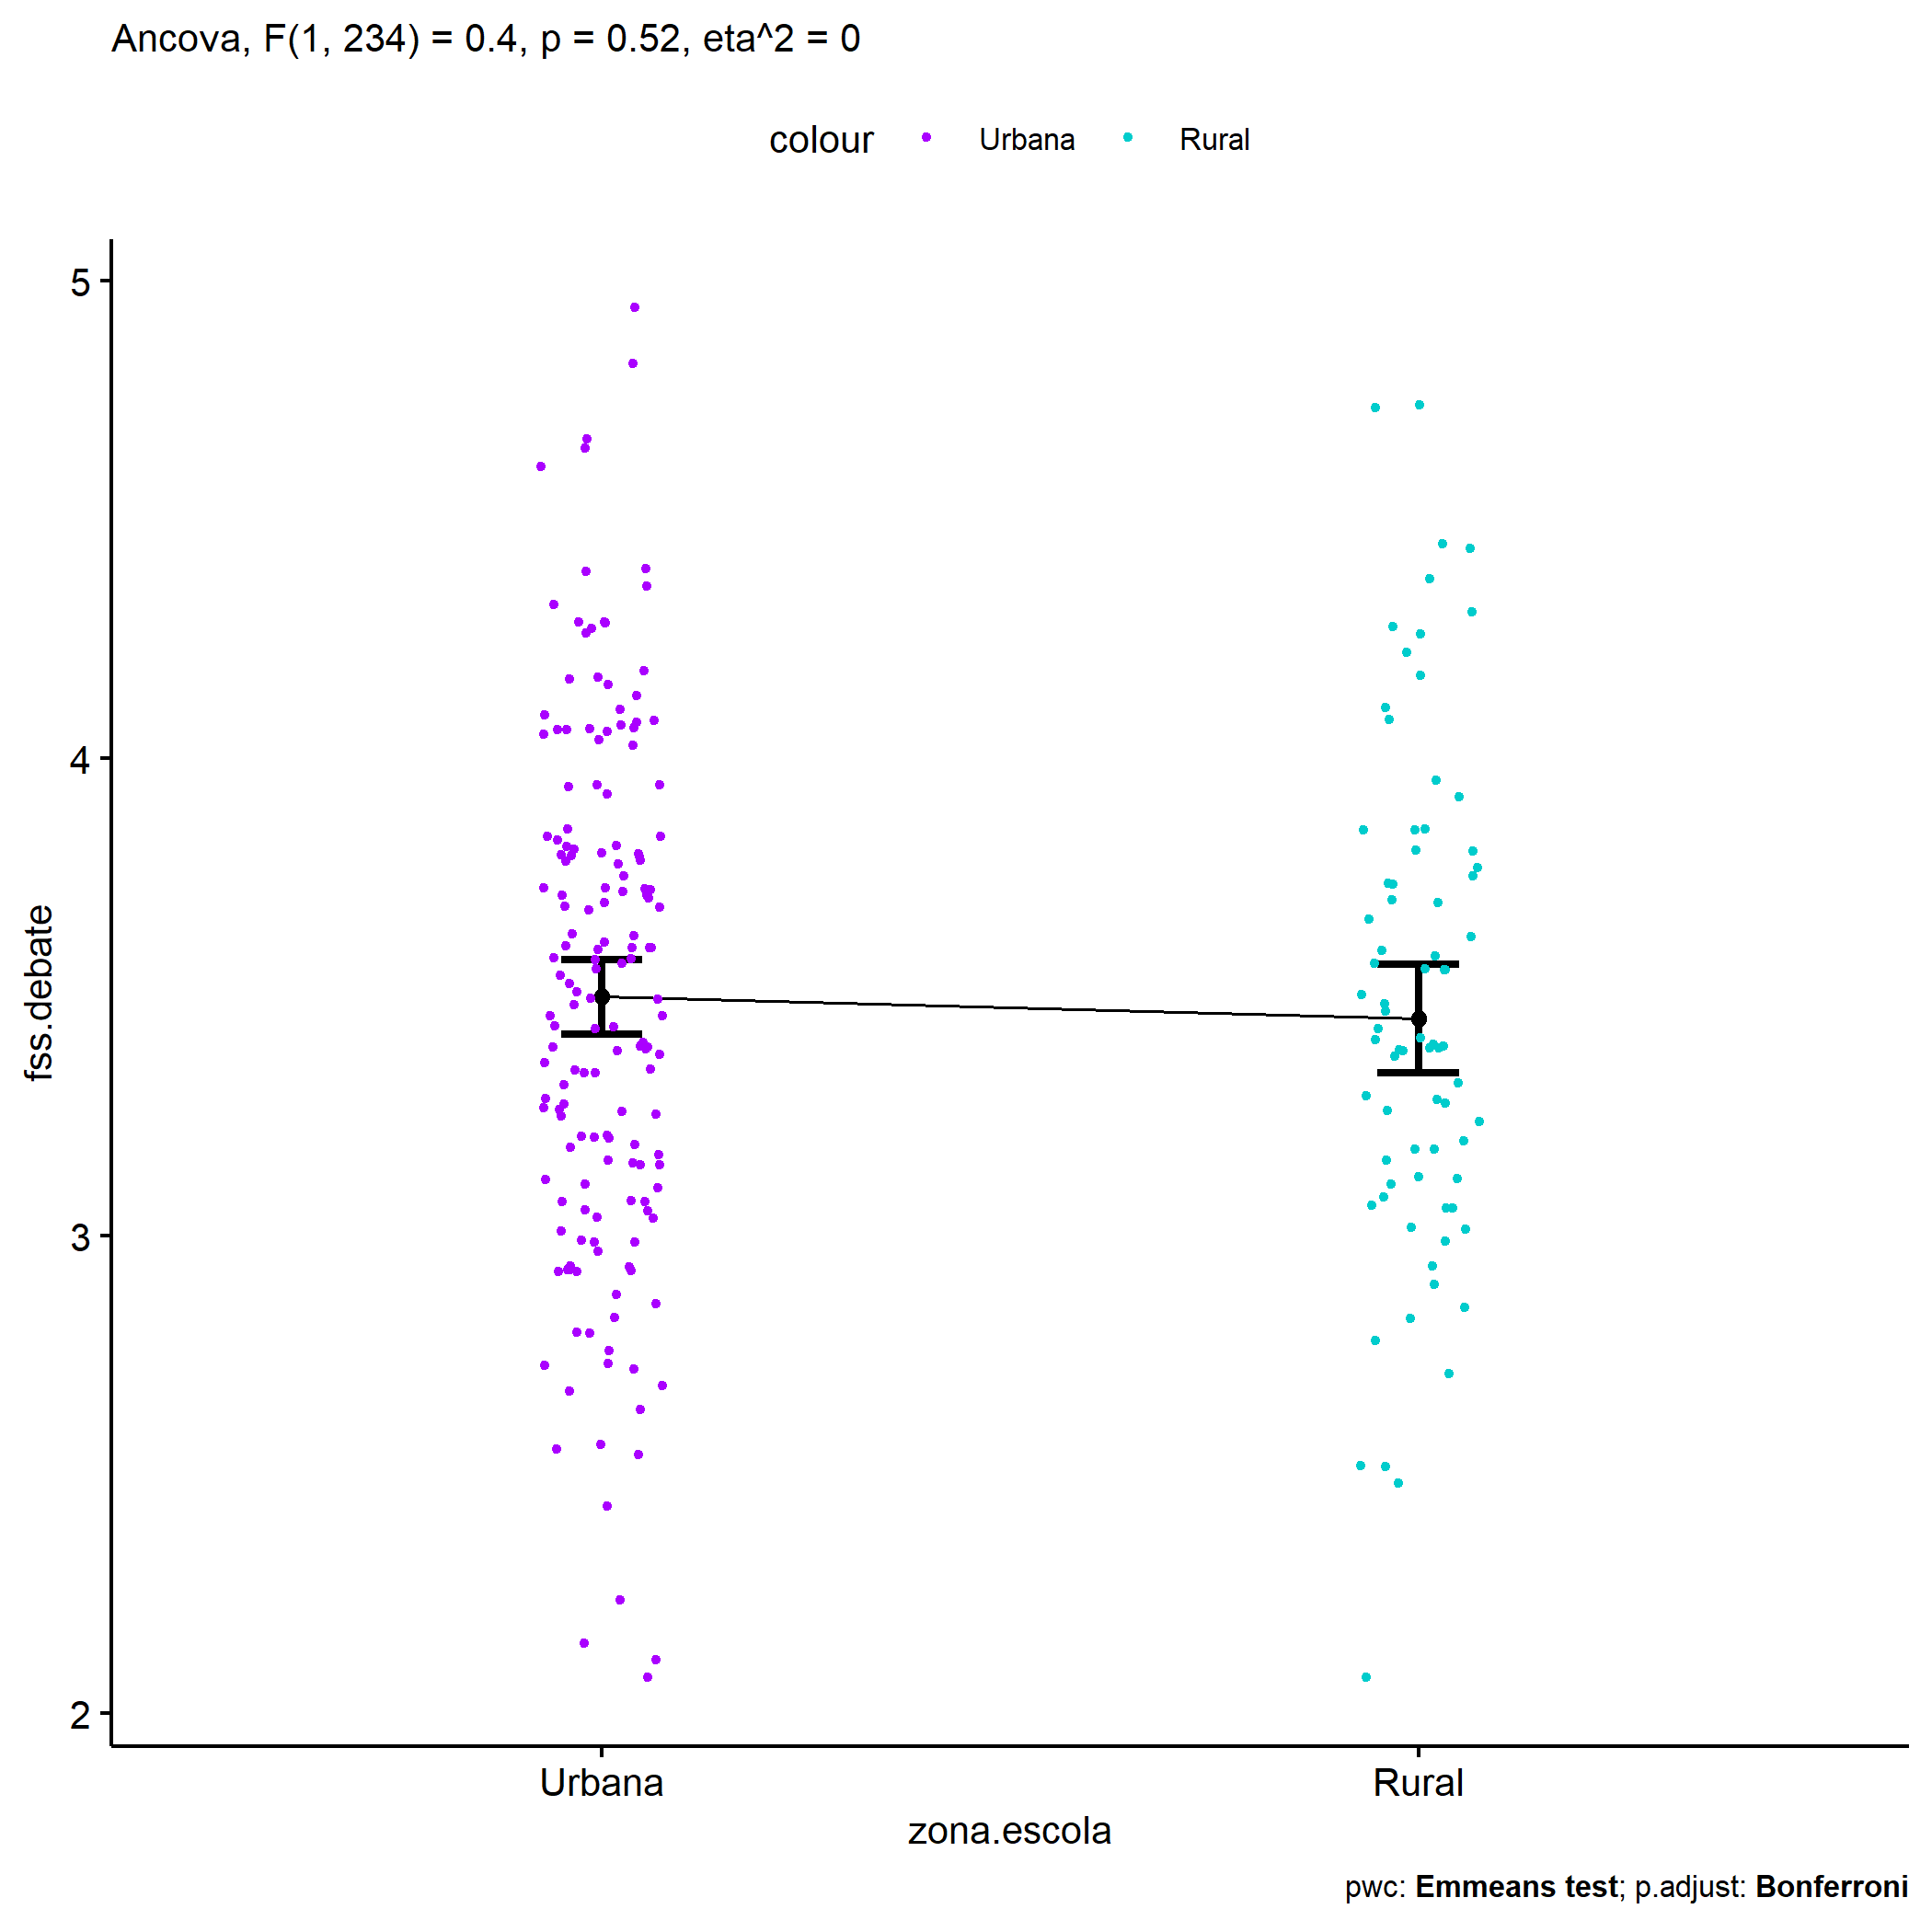 Ancova, F(1, 234) = 0.4, p = 0.52, eta^2 = 0
colour Urbana Rural
5
4
3
2
fss.debate
Urbana Rural
zona.escola
pwc: Emmeans test; p.adjust: Bonferroni